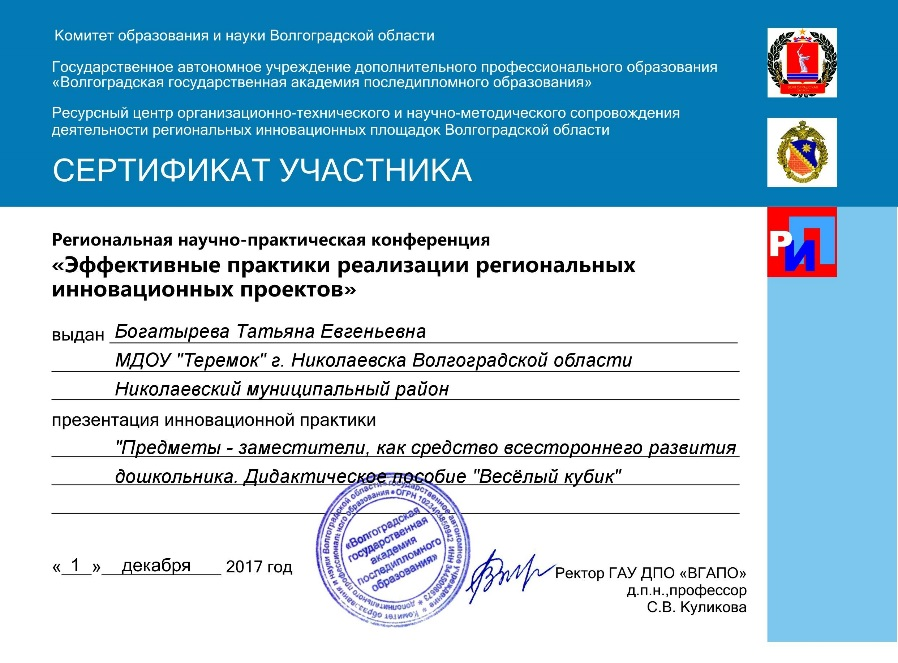 Комитет образования и науки Волгоградской области
Государственное автономное учреждение дополнительного профессионального образования
«Волгоградская государственная академия последипломного образования»
Ресурсный центр организационно-технического и научно-методического сопровождения
деятельности региональных инновационных площадок Волгоградской области
СЕРТИФИКАТ УЧАСТНИКА
РИП
Региональная научно-практическая конференция
«Эффективные практики реализации региональных
инновационных проектов»
выдан Богатырева Татьяна Евгеньевна
МДОУ "Теремок" г. Николаевска Волгоградской области
Николаевский муниципальный район
презентация инновационной практики
"Предметы - заместители, как средство всестороннего развития
дошкольника. Дидактическое пособие "Весёлый кубик"
«Волгоградская
государственная
академия
последипломного
образования»
« 1 » декабря 2017 год
Ректор ГАУ ДПО «ВГАПО»
д.п.н.,профессор
С.В. Куликова